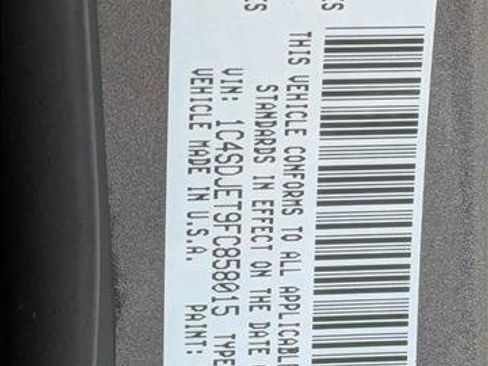 THIS VEHICLE CONFORMS TO ALL APPLICABLE
STANDARDS IN EFFECT ON THE DATE
VIN: 1C4SDJET9FC858015 TYPE
VEHICLE MADE IN U.S.A. PAINT: